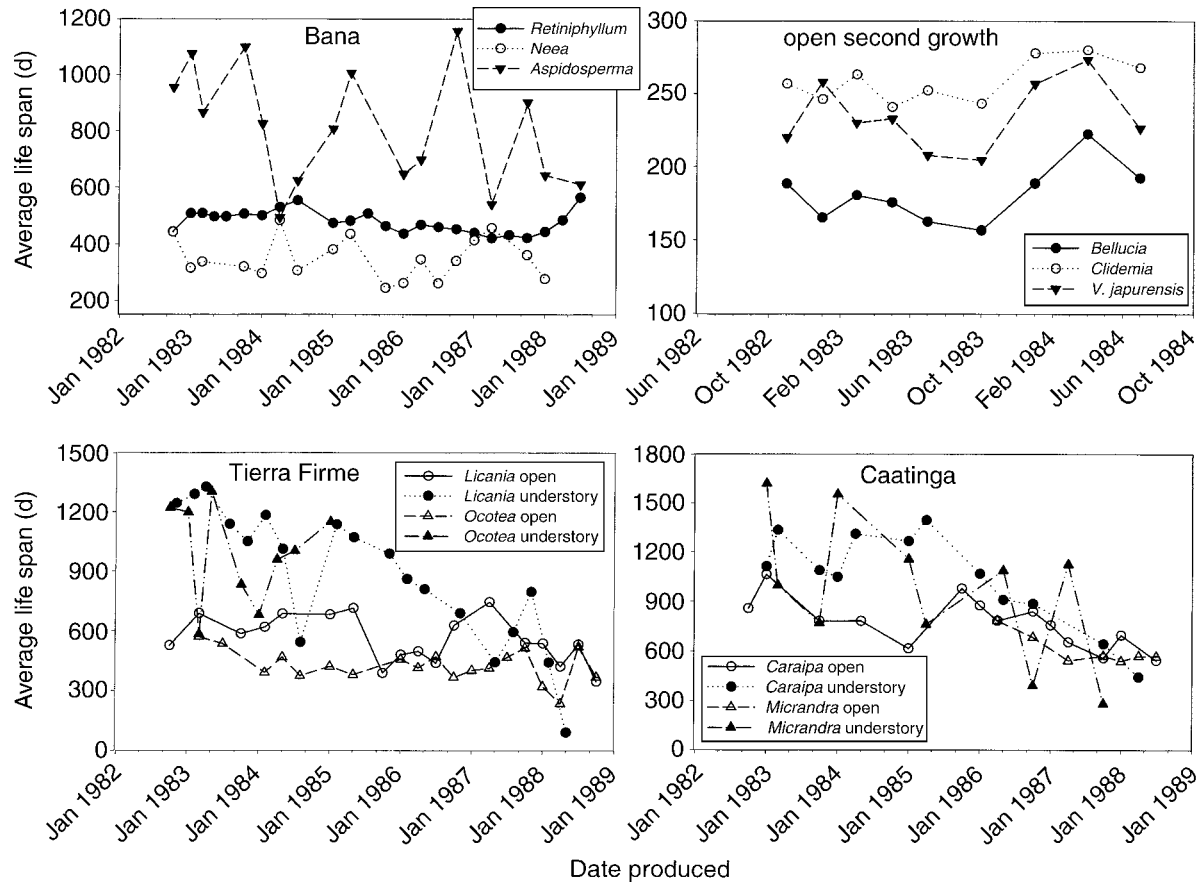 Bana
Retiniphyllum
Neea
Aspidosperma
Average life span (d)
1200
1000
800
600
400
200
Jan 1982
Jan 1983
Jan 1984
Jan 1985
Jan 1986
Jan 1987
Jan 1988
Jan 1989
open second growth
300
250
200
150
100
Bellucia
Clidemia
V. japurensis
Jun 1982
Oct 1982
Feb 1983
Jun 1983
Oct 1983
Feb 1984
Jun 1984
Oct 1984
Tierra Firme
Licania open
Licania understory
Ocotea open
Ocotea understory
Average life span (d)
1500
1200
900
600
300
0
Jan 1982
Jan 1983
Jan 1984
Jan 1985
Jan 1986
Jan 1987
Jan 1988
Jan 1989
Caatinga
1800
1500
1200
900
600
300
0
Caraipa open
Caraipa understory
Micrandra open
Micrandra understory
Jan 1982
Jan 1983
Jan 1984
Jan 1985
Jan 1986
Jan 1987
Jan 1988
Jan 1989
Date produced